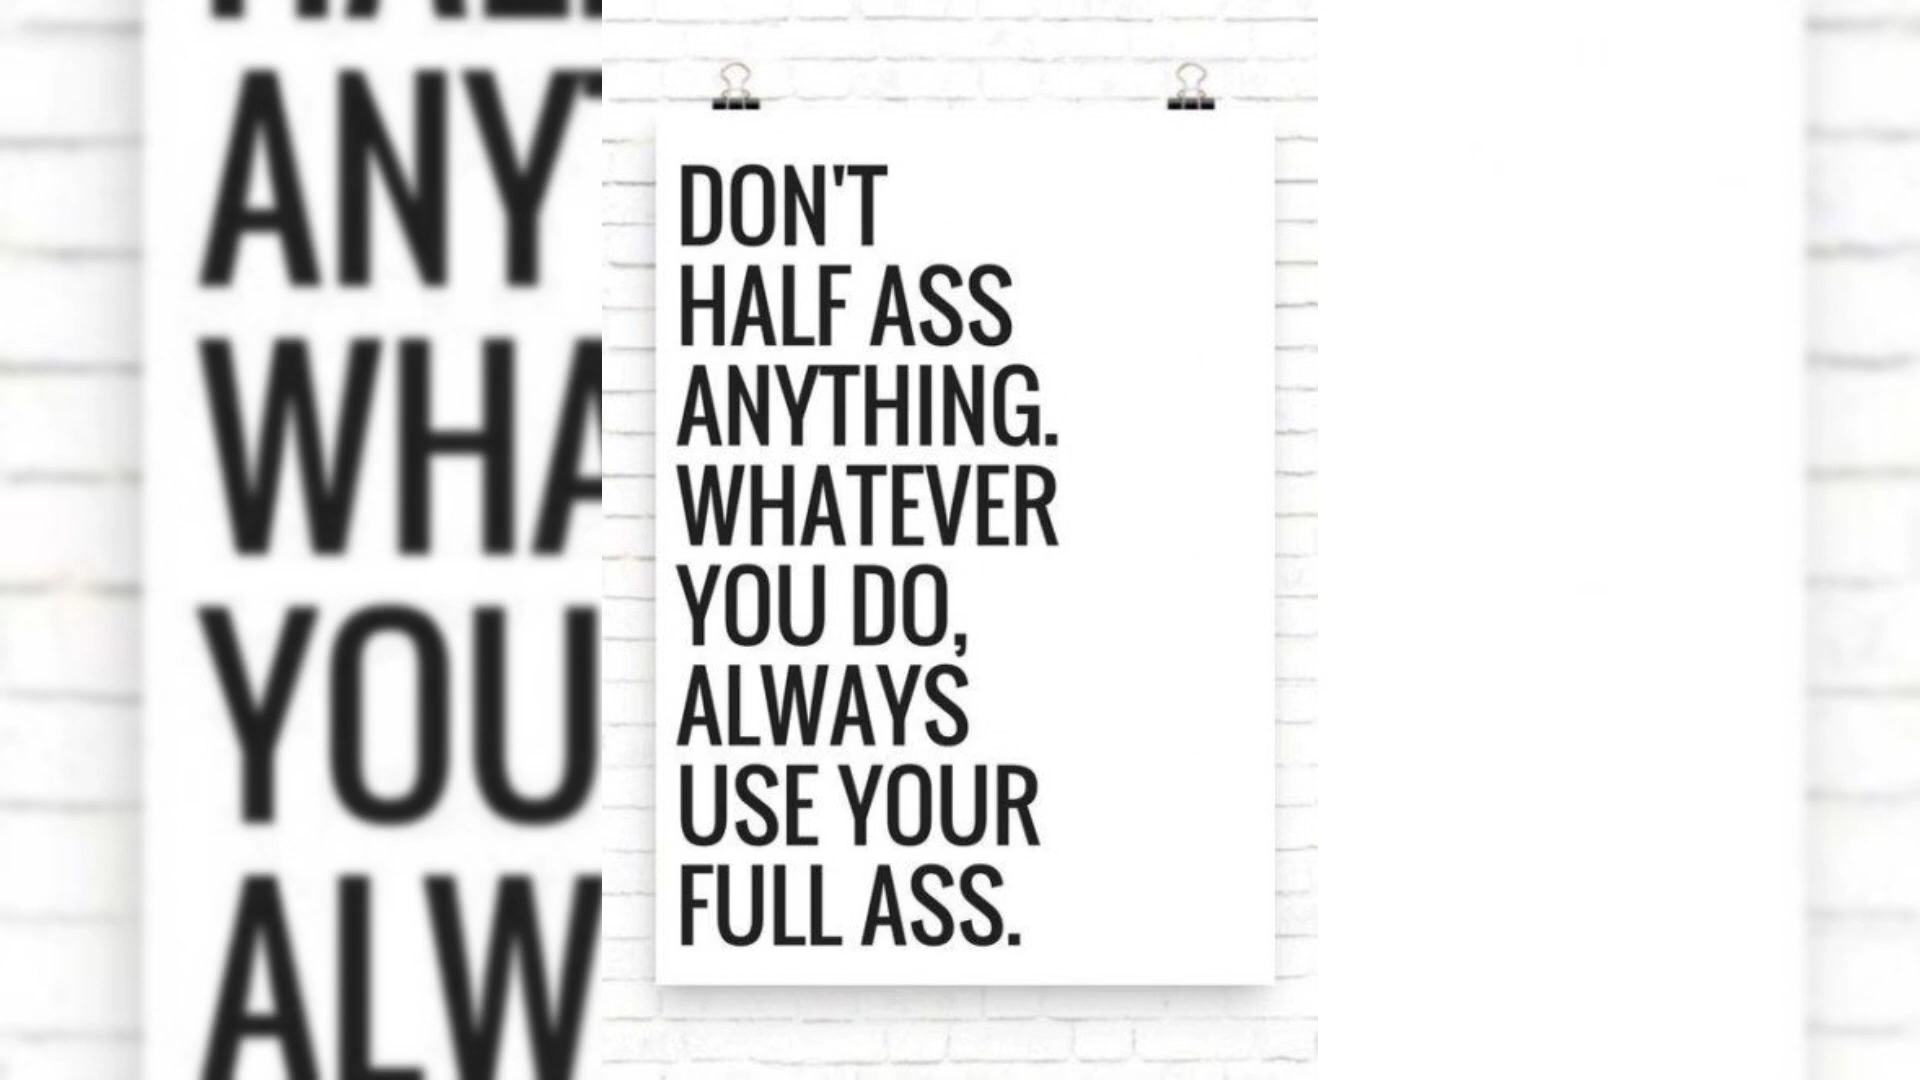 DON'T
HALF ASS
ANYTHING.
WHATEVER
YOU DO,
ALWAYS
USE YOUR
FULL ASS.